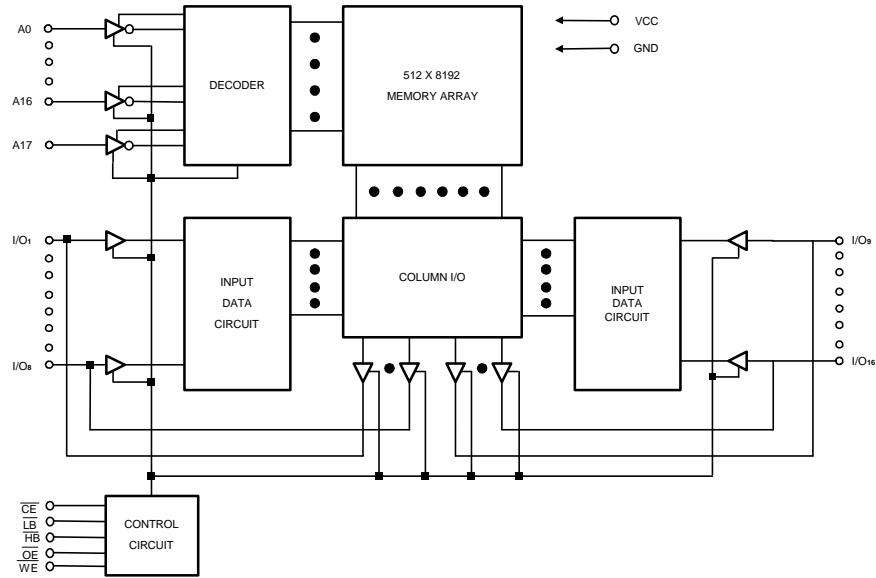 A0
VCC
GND
A16
A17
DECODER
512 X 8192
MEMORY ARRAY
I/O1
I/O8
INPUT
DATA
CIRCUIT
COLUMN I/O
INPUT
DATA
CIRCUIT
I/O9
I/O16
CE
LB
HB
OE
WE
CONTROL
CIRCUIT